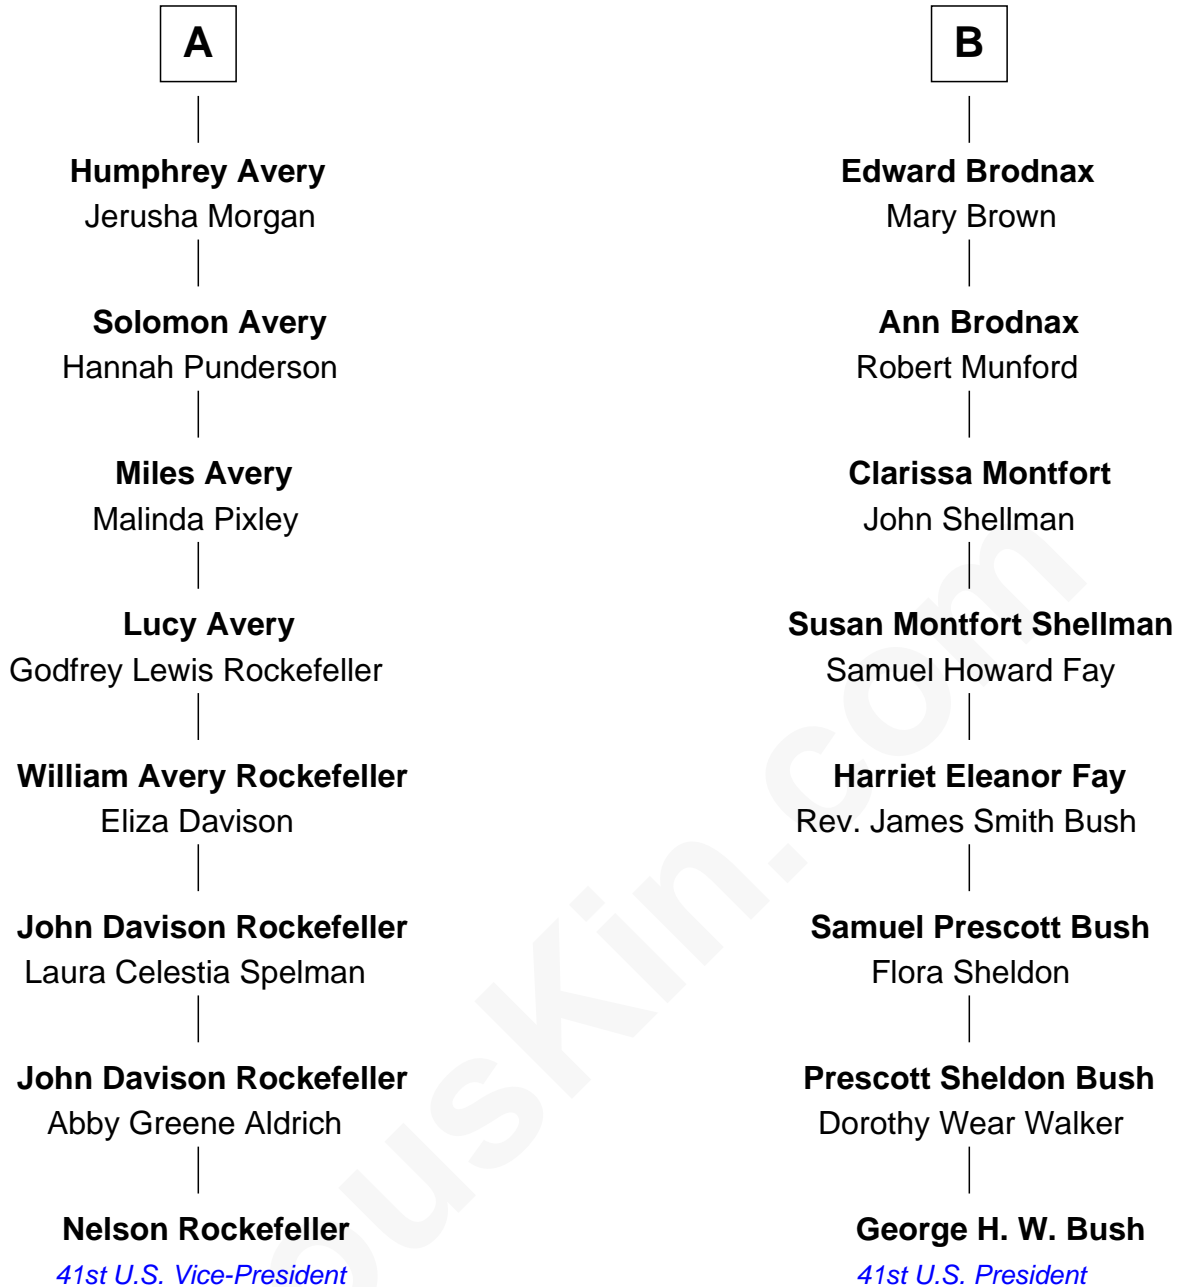 A
Humphrey Avery
Jerusha Morgan
Solomon Avery
Hannah Punderson
Miles Avery
Malinda Pixley
Lucy Avery
Godfrey Lewis Rockefeller
William Avery Rockefeller
Eliza Davison
John Davison Rockefeller
Laura Celestia Spelman
John Davison Rockefeller
Abby Greene Aldrich
Nelson Rockefeller
41st U.S. Vice-President
B
Edward Brodnax
Mary Brown
Ann Brodnax
Robert Munford
Clarissa Montfort
John Shellman
Susan Montfort Shellman
Samuel Howard Fay
Harriet Eleanor Fay
Rev. James Smith Bush
Samuel Prescott Bush
Flora Sheldon
Prescott Sheldon Bush
Dorothy Wear Walker
George H. W. Bush
41st U.S. President
ousKin.com